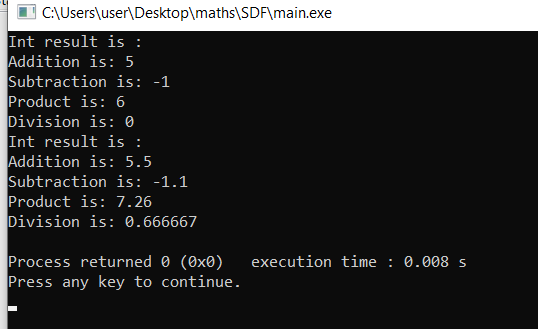 C:\Users\user\Desktop\maths\SDF\main.exe
Int result is :
Addition is: 5
Subtraction is: -1
Product is: 6
Division is: 0
Int result is :
Addition is: 5.5
Subtraction is: -1.1
Product is: 7.26
Division is: 0.666667
Process returned 0 (0x0)   execution time : 0.008 s
Press any key to continue.